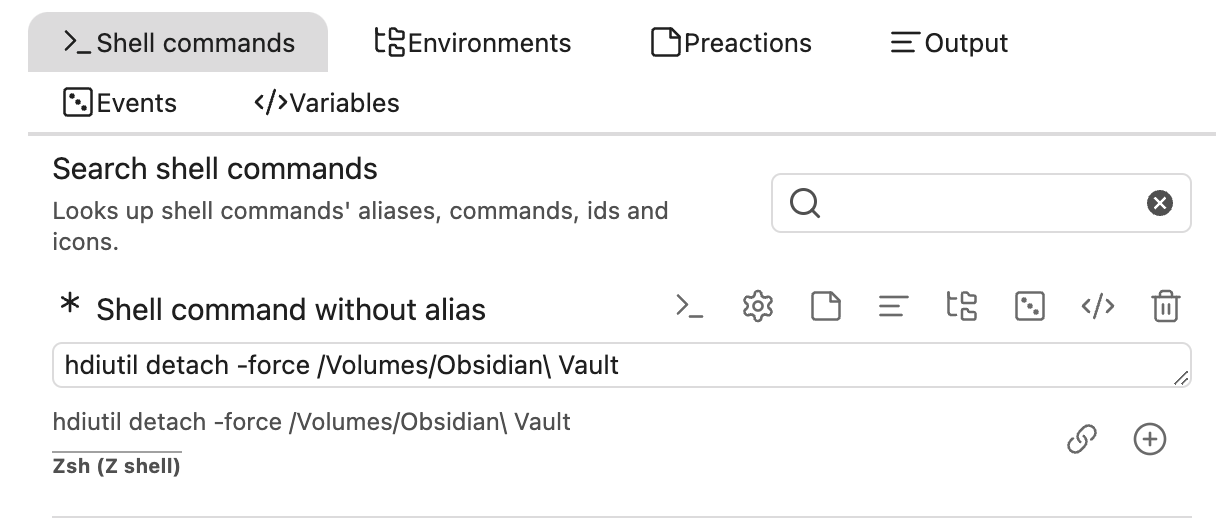 Shell commands Environments Preactions Output
Events Variables
Search shell commands
Looks up shell commands' aliases, commands, ids and
icons.
* Shell command without alias
hdiutil detach -force /Volumes/Obsidian\ Vault
hdiutil detach -force /Volumes/Obsidian\ Vault
Zsh (Z shell)